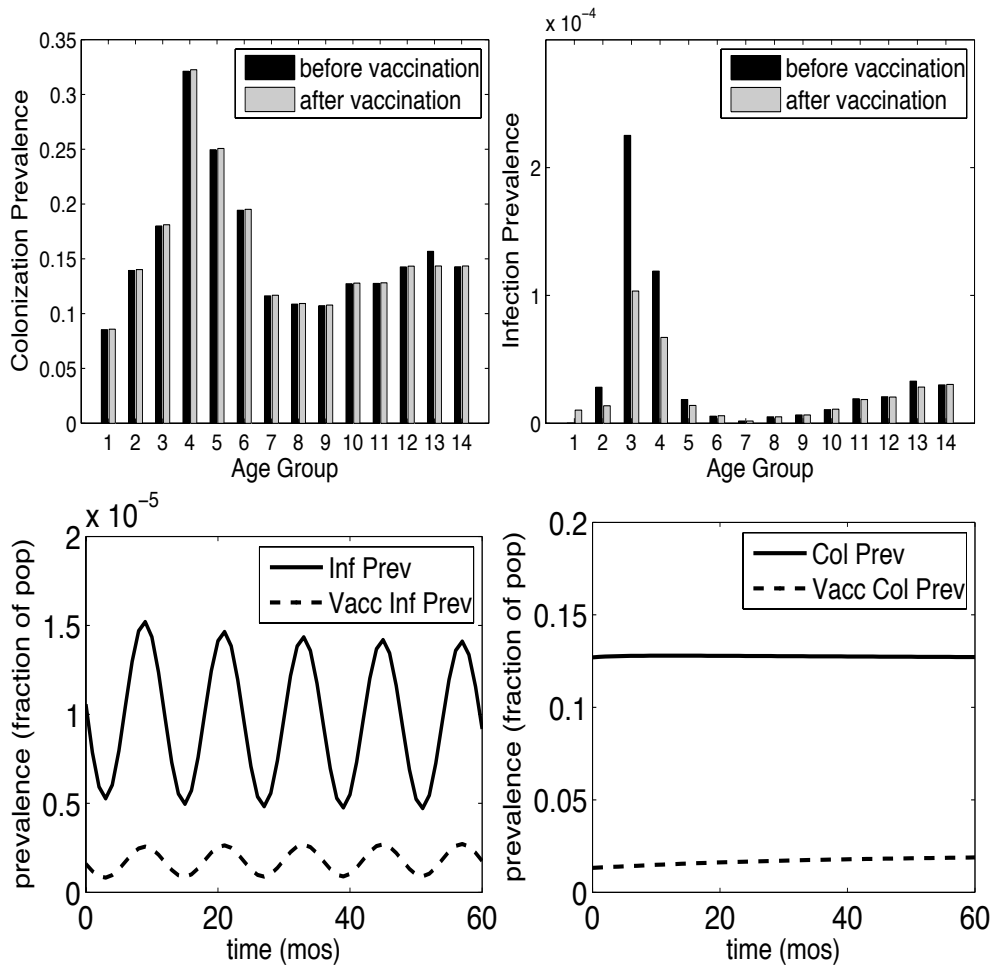 0.35
0.3
0.25
0.2
0.15
0.1
0.05
0
Colonization Prevalence
before vaccination
after vaccination
1 2 3 4 5 6 7 8 9 10 11 12 13 14
Age Group
x 10−4
2
1
0
Infection Prevalence
before vaccination
after vaccination
1 2 3 4 5 6 7 8 9 10 11 12 13 14
Age Group
x 10−5
2
1.5
1
0.5
0
prevalence (fraction of pop)
Inf Prev
Vacc Inf Prev
0 20 40 60
time (mos)
0.2
0.15
0.1
0.05
0
prevalence (fraction of pop)
Col Prev
Vacc Col Prev
0 20 40 60
time (mos)